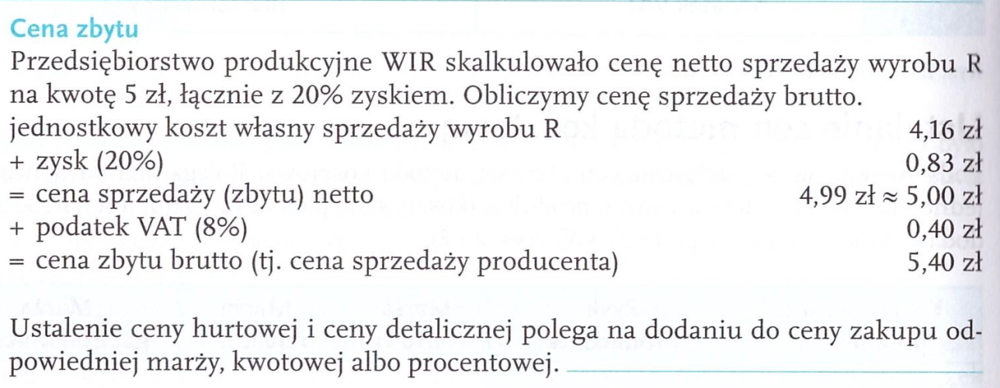 Cena zbytu
Przedsiębiorstwo produkcyjne WIR skalkulowało cenę netto sprzedaży wyrobu R
na kwotę 5 zł, łącznie z 20% zyskiem. Obliczymy cenę sprzedaży brutto.
jednostkowy koszt własny sprzedaży wyrobu R 4,16 zł
+ zysk (20%) 0,83 zł
= cena sprzedaży (zbytu) netto 4,99 zł ≈ 5,00 zł
+ podatek VAT (8%) 0,40 zł
= cena zbytu brutto (tj. cena sprzedaży producenta) 5,40 zł
Ustalenie ceny hurtowej i ceny detalicznej polega na dodaniu do ceny zakupu od-
powiedniej marży, kwotowej albo procentowej.